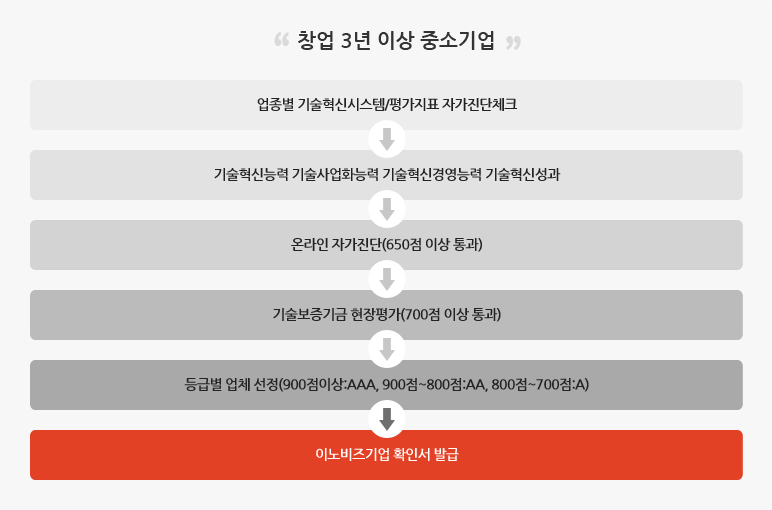 “ 창업 3년 이상 중소기업 ”
업종별 기술혁신시스템/평가지표 자가진단체크
기술혁신능력 기술사업화능력 기술혁신경영능력 기술혁신성과
온라인 자가진단(650점 이상 통과)
기술보증기금 현장평가(700점 이상 통과)
등급별 업체 선정(900점이상:AAA, 900점~800점:AA, 800점~700점:A)
이노비즈기업 확인서 발급